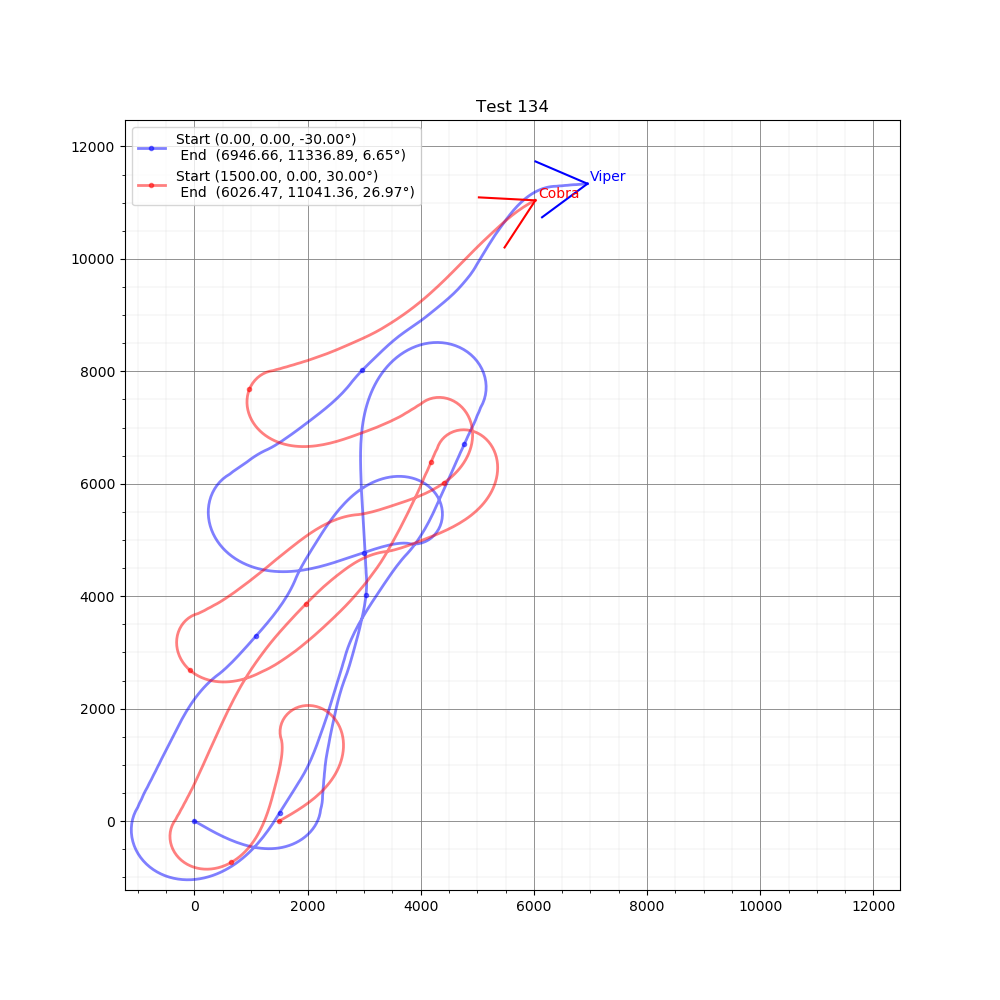 Test 134
Start (0.00, 0.00, -30.00°)
End (6946.66, 11336.89, 6.65°)
Start (1500.00, 0.00, 30.00°)
End (6026.47, 11041.36, 26.97°)
Viper
Cobra
12000
10000
8000
6000
4000
2000
0
0 2000 4000 6000 8000 10000 12000